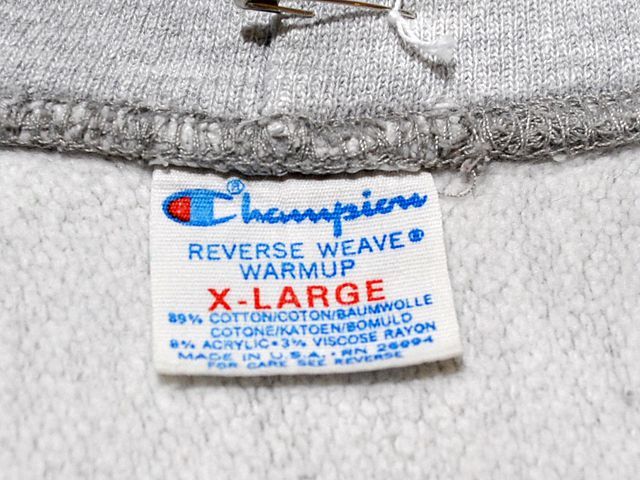 Champion®
REVERSE WEAVE®
WARMUP
X-LARGE
89% COTTON/COTON/BAUMWOLLE
COTONE/KATOEN/BOMULD
8% ACRYLIC•3% VISCOSE RAYON
MADE IN U.S.A. • RN 26094
FOR CARE SEE REVERSE